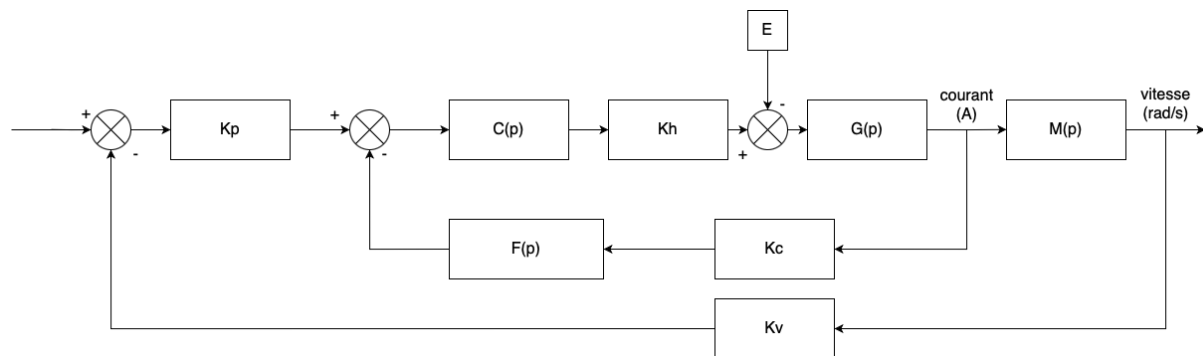 E
+
Kp
+
C(p)
Kh
-
G(p)
courant
(A)
M(p)
vitesse
(rad/s)
-
-
+
F(p)
Kc
Kv